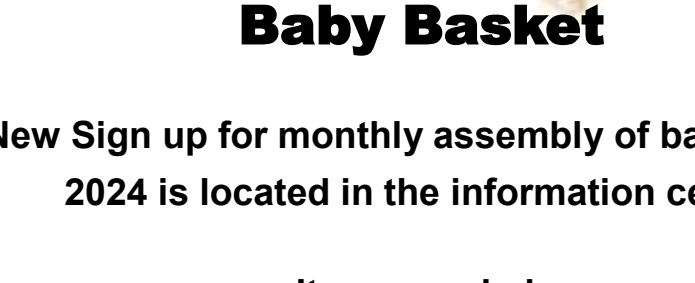 Baby Basket
New Sign up for monthly assembly of
2024 is located in the information